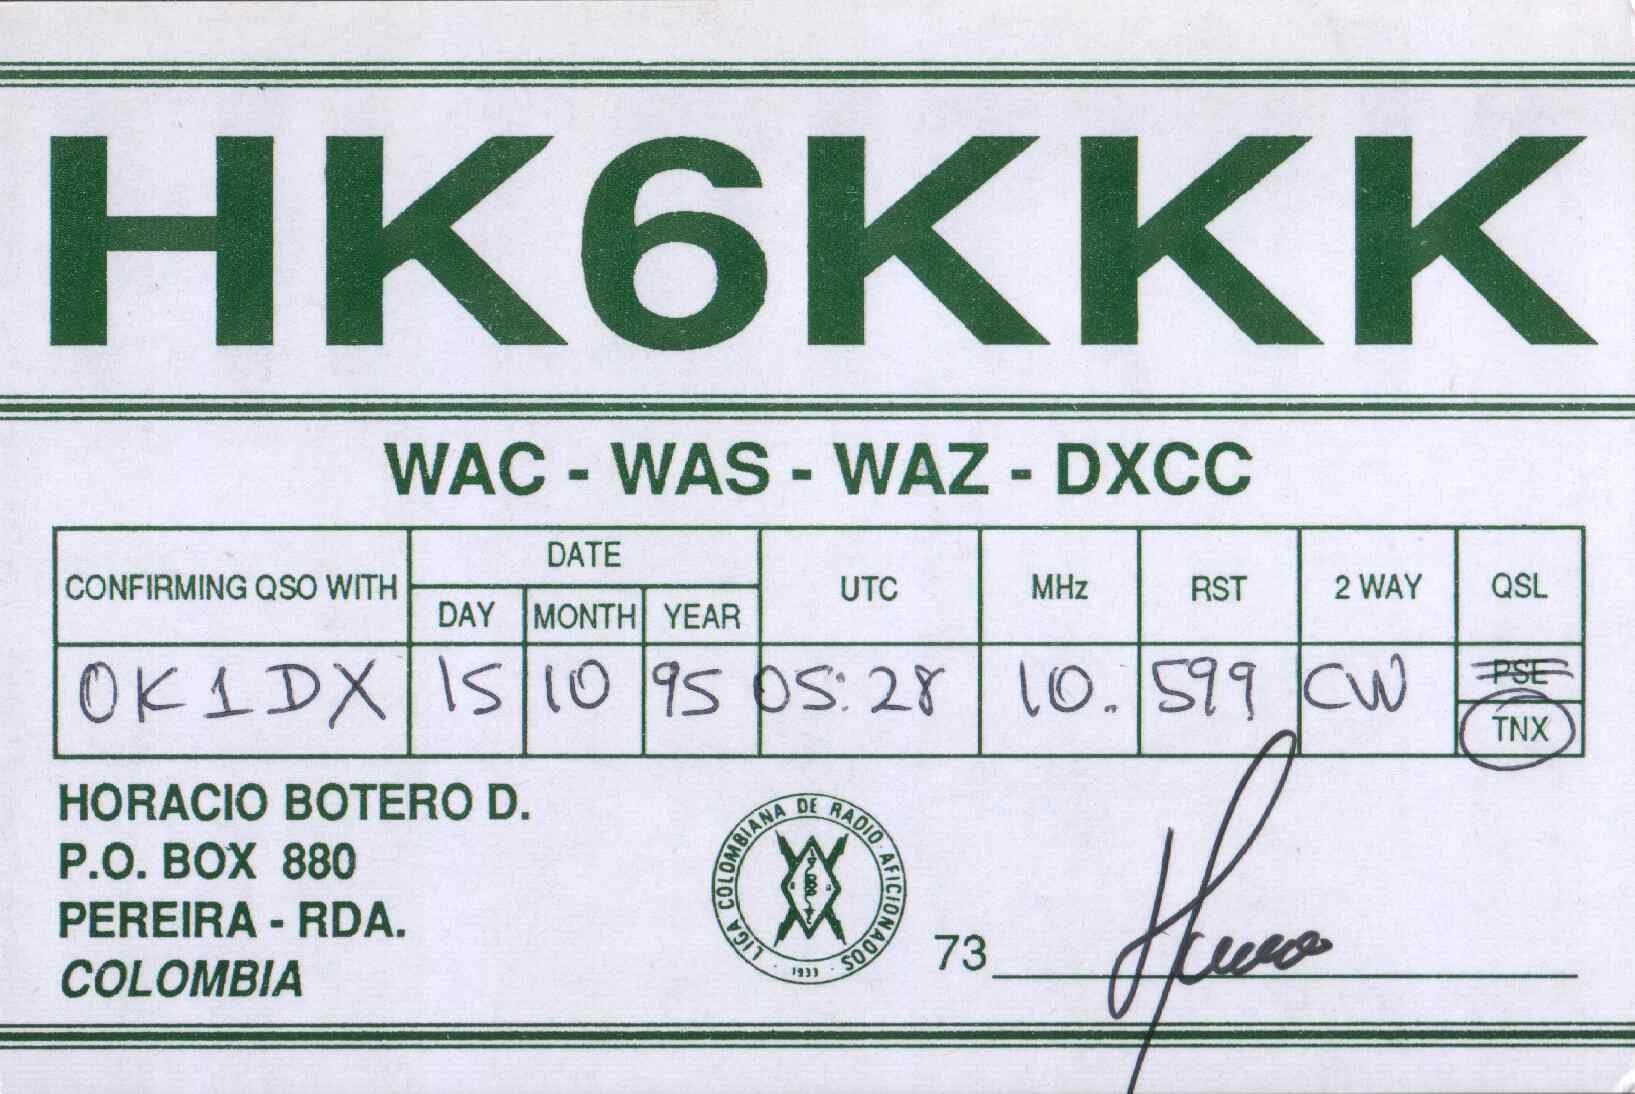 HK6KKK
WAC - WAS - WAZ - DXCC
CONFIRMING QSO WITH DATE UTC MHz RST 2 WAY QSL
DAY MONTH YEAR
OK1DX 15 10 95 05:28 10. 599 CW PSE
TNX
HORACIO BOTERO D.
P.O. BOX 880
PEREIRA - RDA.
COLOMBIA
LIGA COLOMBIANA DE RADIO AFICIONADOS
1933
73